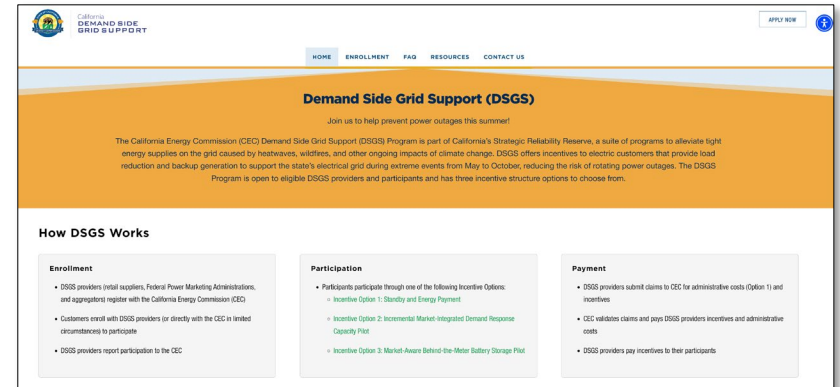 California
DEMAND SIDE
GRID SUPPORT
APPLY NOW
HOME ENROLLMENT FAQ RESOURCES CONTACT US
Demand Side Grid Support (DSGS)
Join us to help prevent power outages this summer!
The California Energy Commission (CEC) Demand Side Grid Support (DSGS) Program is part of California's Strategic Reliability Reserve, a suite of programs to alleviate tight
energy supplies on the grid caused by heatwaves, wildfires, and other ongoing impacts of climate change. DSGS offers incentives to electric customers that provide load
reduction and backup generation to support the state's electrical grid during extreme events from May to October, reducing the risk of rotating power outages. The DSGS
Program is open to eligible DSGS providers and participants and has three incentive structure options to choose from.
How DSGS Works
Enrollment
• DSGS providers (retail suppliers, Federal Power Marketing Administrations,
and aggregators) register with the California Energy Commission (CEC)
• Customers enroll with DSGS providers (or directly with the CEC in limited
circumstances) to participate
• DSGS providers report participation to the CEC
Participation
• Participants participate through one of the following Incentive Options:
○ Incentive Option 1: Standby and Energy Payment
○ Incentive Option 2: Incremental Market-Integrated Demand Response
Capacity Pilot
○ Incentive Option 3: Market-Aware Behind-the-Meter Battery Storage Pilot
Payment
• DSGS providers submit claims to CEC for administrative costs (Option 1) and
incentives
• CEC validates claims and pays DSGS providers incentives and administrative
costs
• DSGS providers pay incentives to their participants